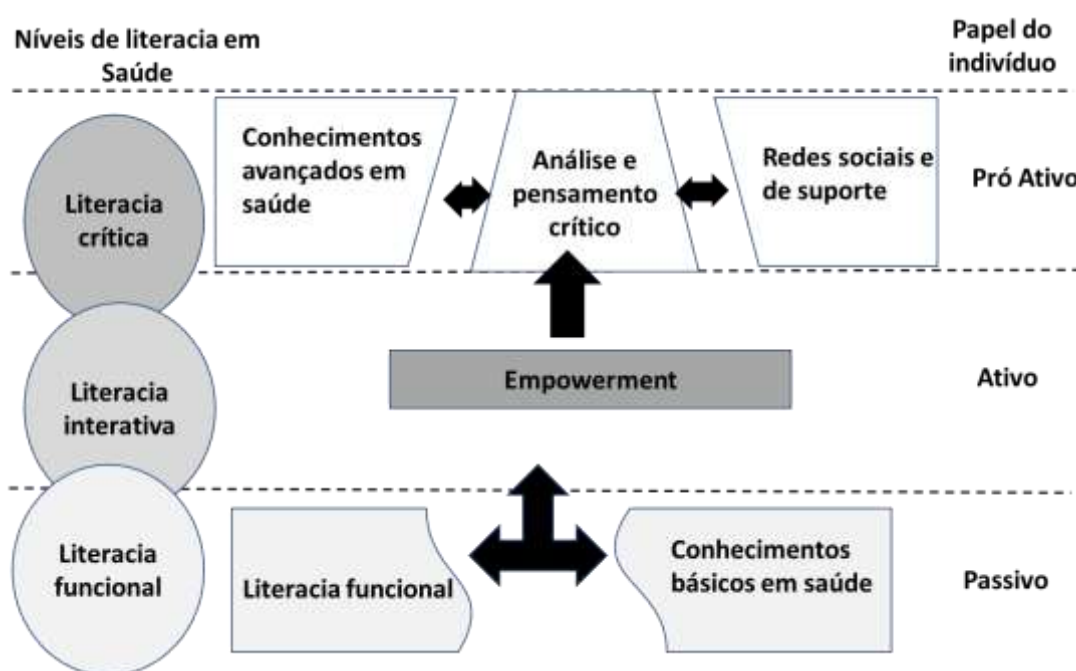 Níveis de literacia em
Saúde
Papel do
indivíduo
Literacia
crítica
Conhecimentos
avançados em
saúde
Análise e
pensamento
crítico
Redes sociais e
de suporte
Pró Ativo
Literacia
interativa
Empowerment
Ativo
Literacia
funcional
Literacia funcional
Conhecimentos
básicos em saúde
Passivo